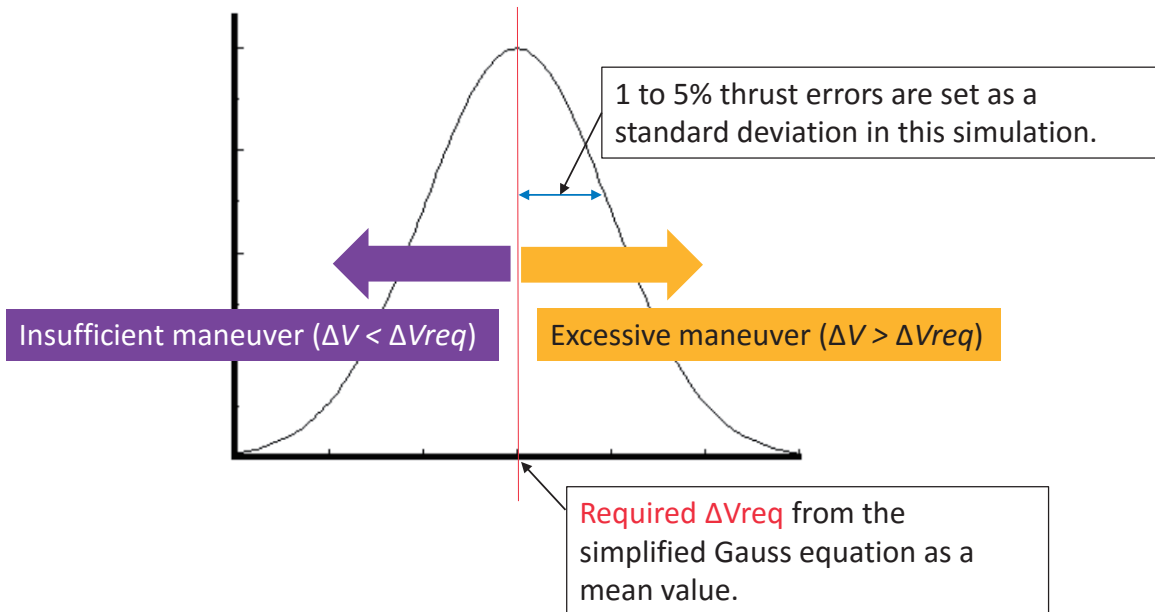 1 to 5% thrust errors are set as a
standard deviation in this simulation.
Insufficient maneuver (ΔV < ΔVreq)
Excessive maneuver (ΔV > ΔVreq)
Required ΔVreq from the
simplified Gauss equation as a
mean value.